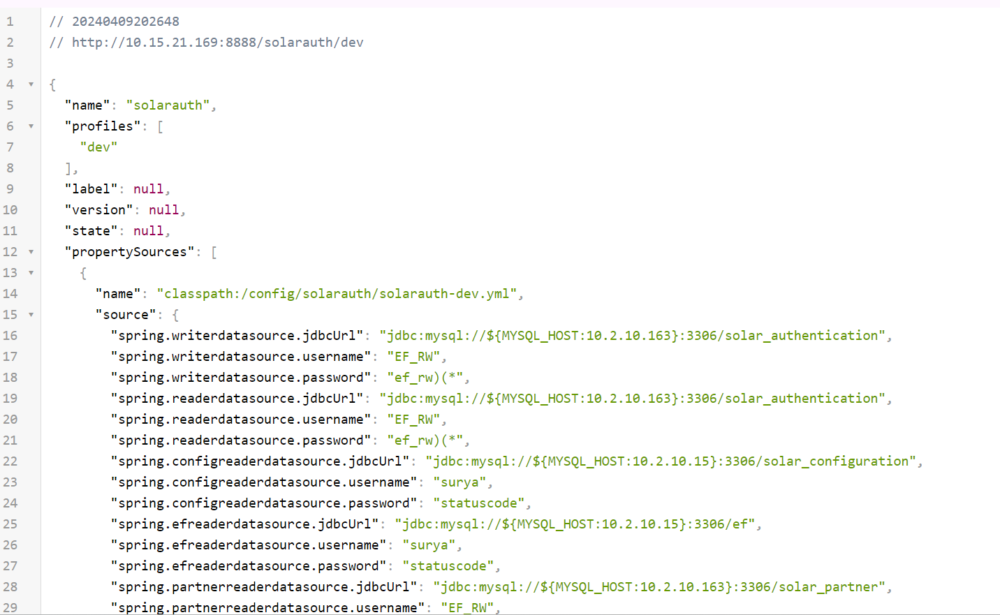 1 // 20240409202648
2 // http://10.15.21.169:8888/solarauth/dev
3
4 {
5 "name": "solarauth",
6 "profiles": [
7 "dev"
8 ],
9 "label": null,
10 "version": null,
11 "state": null,
12 "propertySources": [
13 {
14 "name": "classpath:/config/solarauth/solarauth-dev.yml",
15 "source": {
16 "spring.writerdatasource.jdbcUrl": "jdbc:mysql://${MYSQL_HOST:10.2.10.163}:3306/solar_authentication",
17 "spring.writerdatasource.username": "EF_RW",
18 "spring.writerdatasource.password": "ef_rw)(*",
19 "spring.readerdatasource.jdbcUrl": "jdbc:mysql://${MYSQL_HOST:10.2.10.163}:3306/solar_authentication",
20 "spring.readerdatasource.username": "EF_RW",
21 "spring.readerdatasource.password": "ef_rw)(*",
22 "spring.configreaderdatasource.jdbcUrl": "jdbc:mysql://${MYSQL_HOST:10.2.10.15}:3306/solar_configuration",
23 "spring.configreaderdatasource.username": "surya",
24 "spring.configreaderdatasource.password": "statuscode",
25 "spring.efreaderdatasource.jdbcUrl": "jdbc:mysql://${MYSQL_HOST:10.2.10.15}:3306/ef",
26 "spring.efreaderdatasource.username": "surya",
27 "spring.efreaderdatasource.password": "statuscode",
28 "spring.partnerreaderdatasource.jdbcUrl": "jdbc:mysql://${MYSQL_HOST:10.2.10.163}:3306/solar_partner",
29 "spring.partnerreaderdatasource.username": "EF_RW",